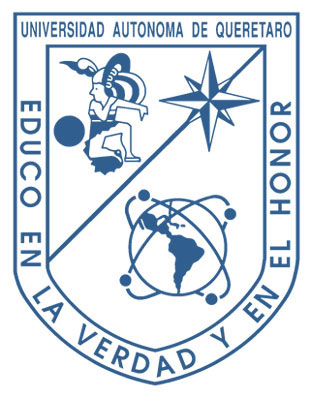 UNIVERSIDAD AUTONOMA DE QUERETARO
EDUCO EN LA VERDAD Y EN EL HONOR